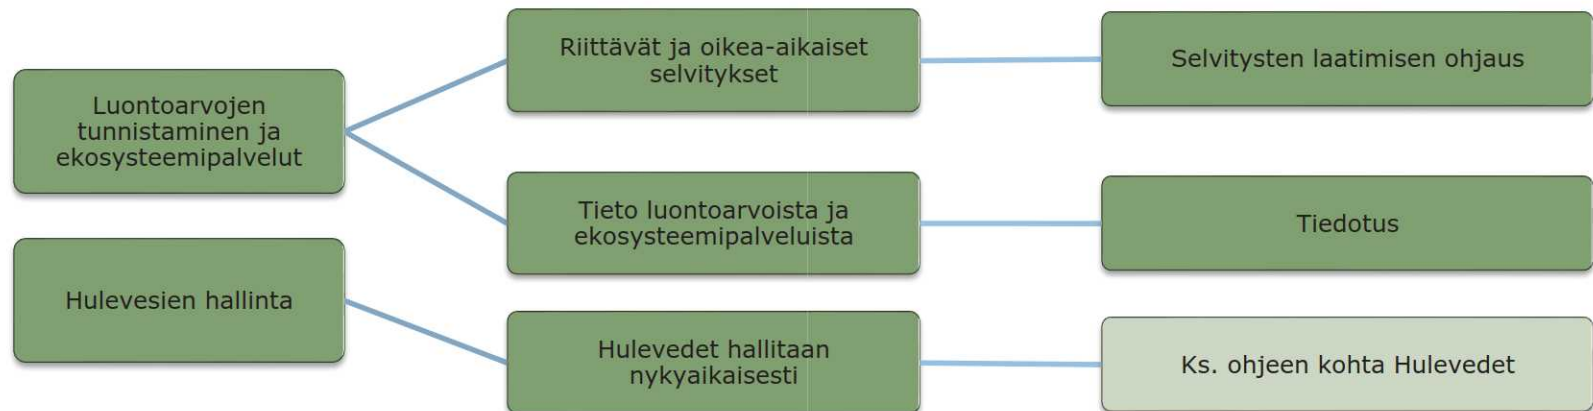 Luontoarvojen
tunnistaminen ja
ekosysteemipalvelut
Riittävät ja oikea-aikaiset
selvitykset
Selvitysten laatimisen ohjaus
Tieto luontoarvoista ja
ekosysteemipalveluista
Tiedotus
Hulevesien hallinta
Hulevedet hallitaan
nykyaikaisesti
Ks. ohjeen kohta Hulevedet